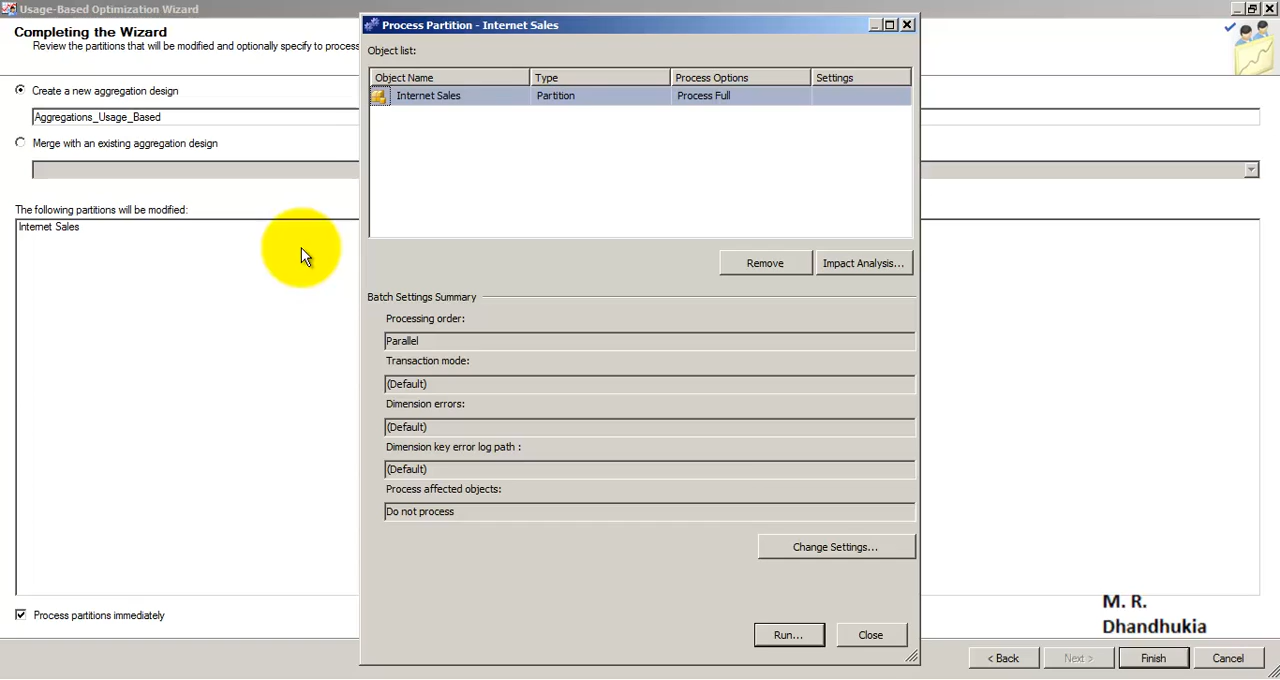 Usage-Based Optimization Wizard
Completing the Wizard
Review the partitions that will be modified and optionally specify to process
Create a new aggregation design
Aggregations_Usage_Based
Merge with an existing aggregation design
The following partitions will be modified:
Internet Sales
Process partitions immediately
Process Partition - Internet Sales
Object list:
Object Name Type Process Options Settings
Internet Sales Partition Process Full
Remove Impact Analysis...
Batch Settings Summary
Processing order:
Parallel
Transaction mode:
(Default)
Dimension errors:
(Default)
Dimension key error log path :
(Default)
Process affected objects:
Do not process
Change Settings...
Run... Close
M. R.
Dhandhukia
< Back Next > Finish Cancel